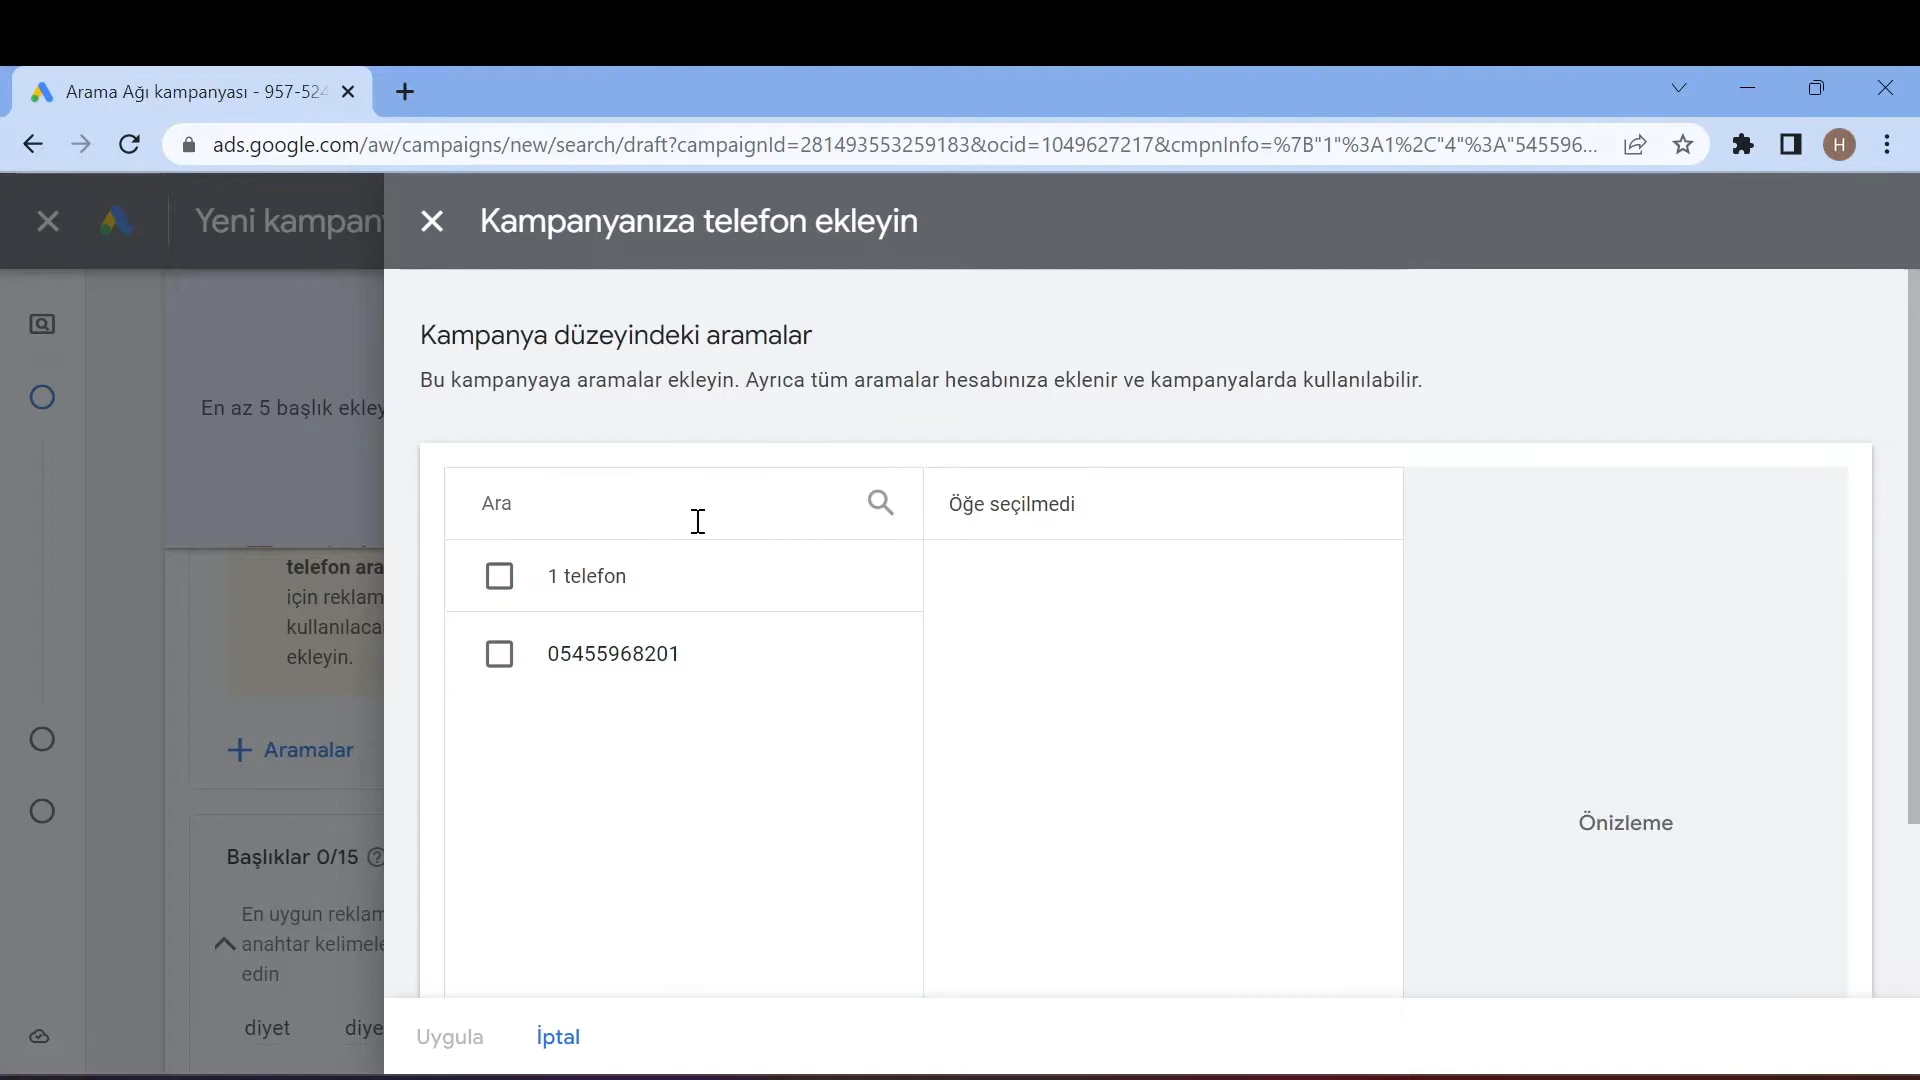 Arama Ağı kampanyası - 957-524
ads.google.com/aw/campaigns/new/search/draft?campaignId=281493553259183&ocid=1049627217&cmpnInfo=%7B"1"%3A1%2C"4"%3A"545596...
H
Yeni kampan
Kampanyanıza telefon ekleyin
Kampanya düzeyindeki aramalar
Bu kampanyaya aramalar ekleyin. Ayrıca tüm aramalar hesabınıza eklenir ve kampanyalarda kullanılabilir.
En az 5 başlık ekley
Ara
Öğe seçilmedi
1 telefon
05455968201
Önizleme
telefon ara
için reklam
kullanılaca
ekleyin.
Aramalar
Başlıklar 0/15
En uygun reklam
anahtar kelimele
edin
diyet diye
Uygula İptal